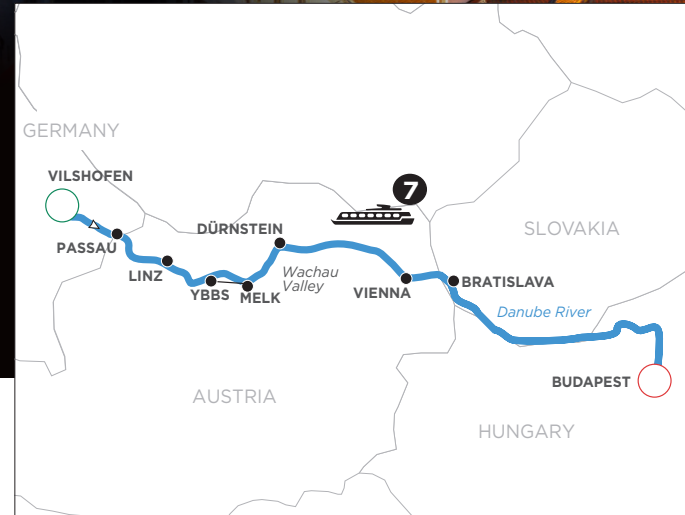 GERMANY
VILSHOFEN
7
DÜRNSTEIN
SLOVAKIA
PASSAU
LINZ
Wachau
Valley
YBBS
MELK
VIENNA
BRATISLAVA
Danube River
BUDAPEST
AUSTRIA
HUNGARY